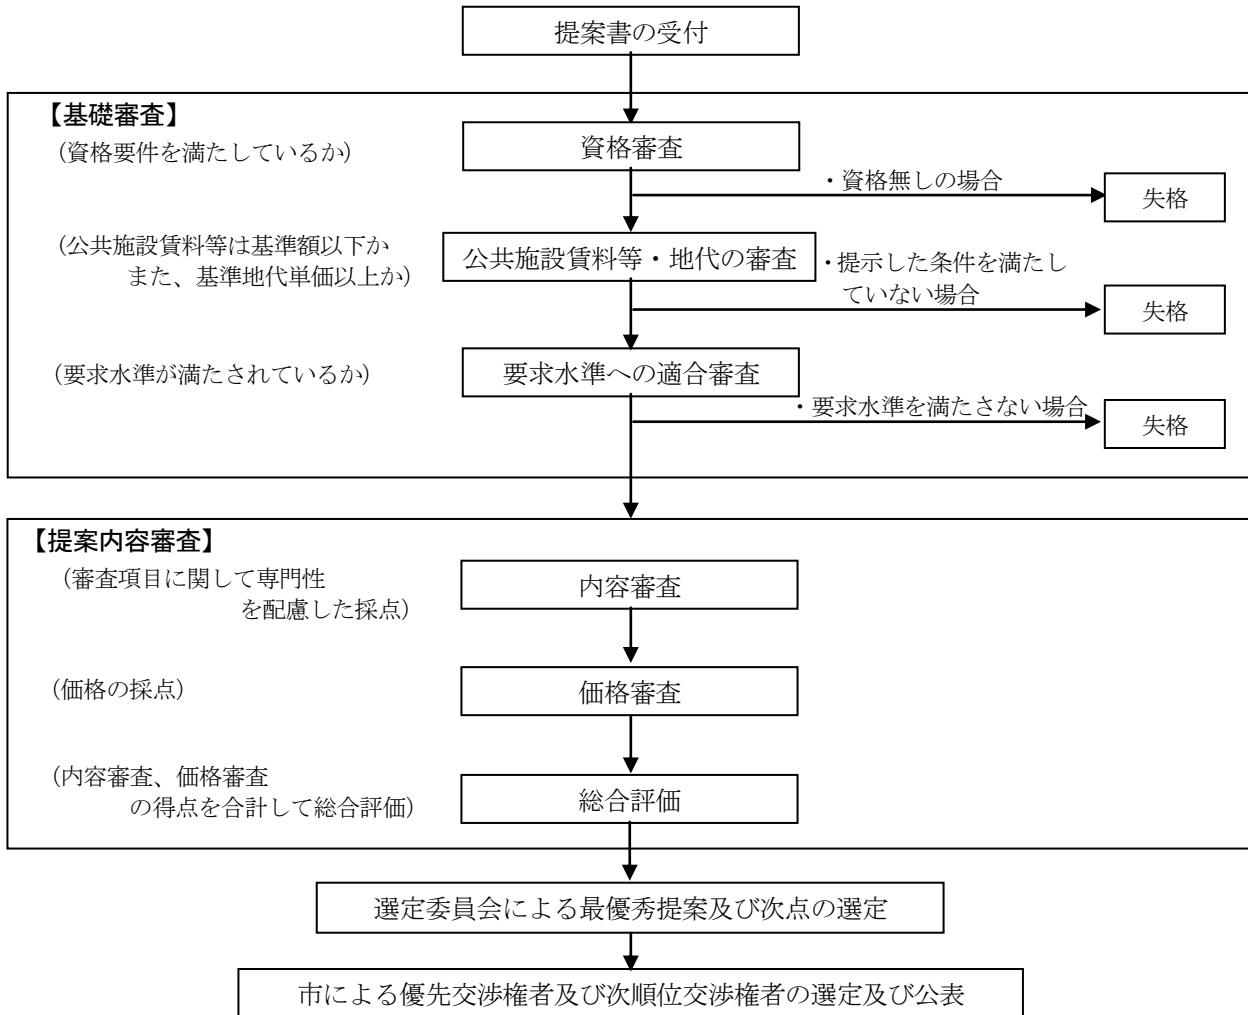 提案書の受付
【基礎審査】
（資格要件を満たしているか）
資格審査
・資格無しの場合
失格
（公共施設賃料等は基準額以下か
また、基準地代単価以上か）
公共施設賃料等・地代の審査
・提示した条件を満たし
ていない場合
失格
（要求水準が満たされているか）
要求水準への適合審査
・要求水準を満たさない場合
失格
【提案内容審査】
（審査項目に関して専門性
を配慮した採点）
内容審査
（価格の採点）
価格審査
（内容審査、価格審査
の得点を合計して総合評価）
総合評価
選定委員会による最優秀提案及び次点の選定
市による優先交渉権者及び次順位交渉権者の選定及び公表